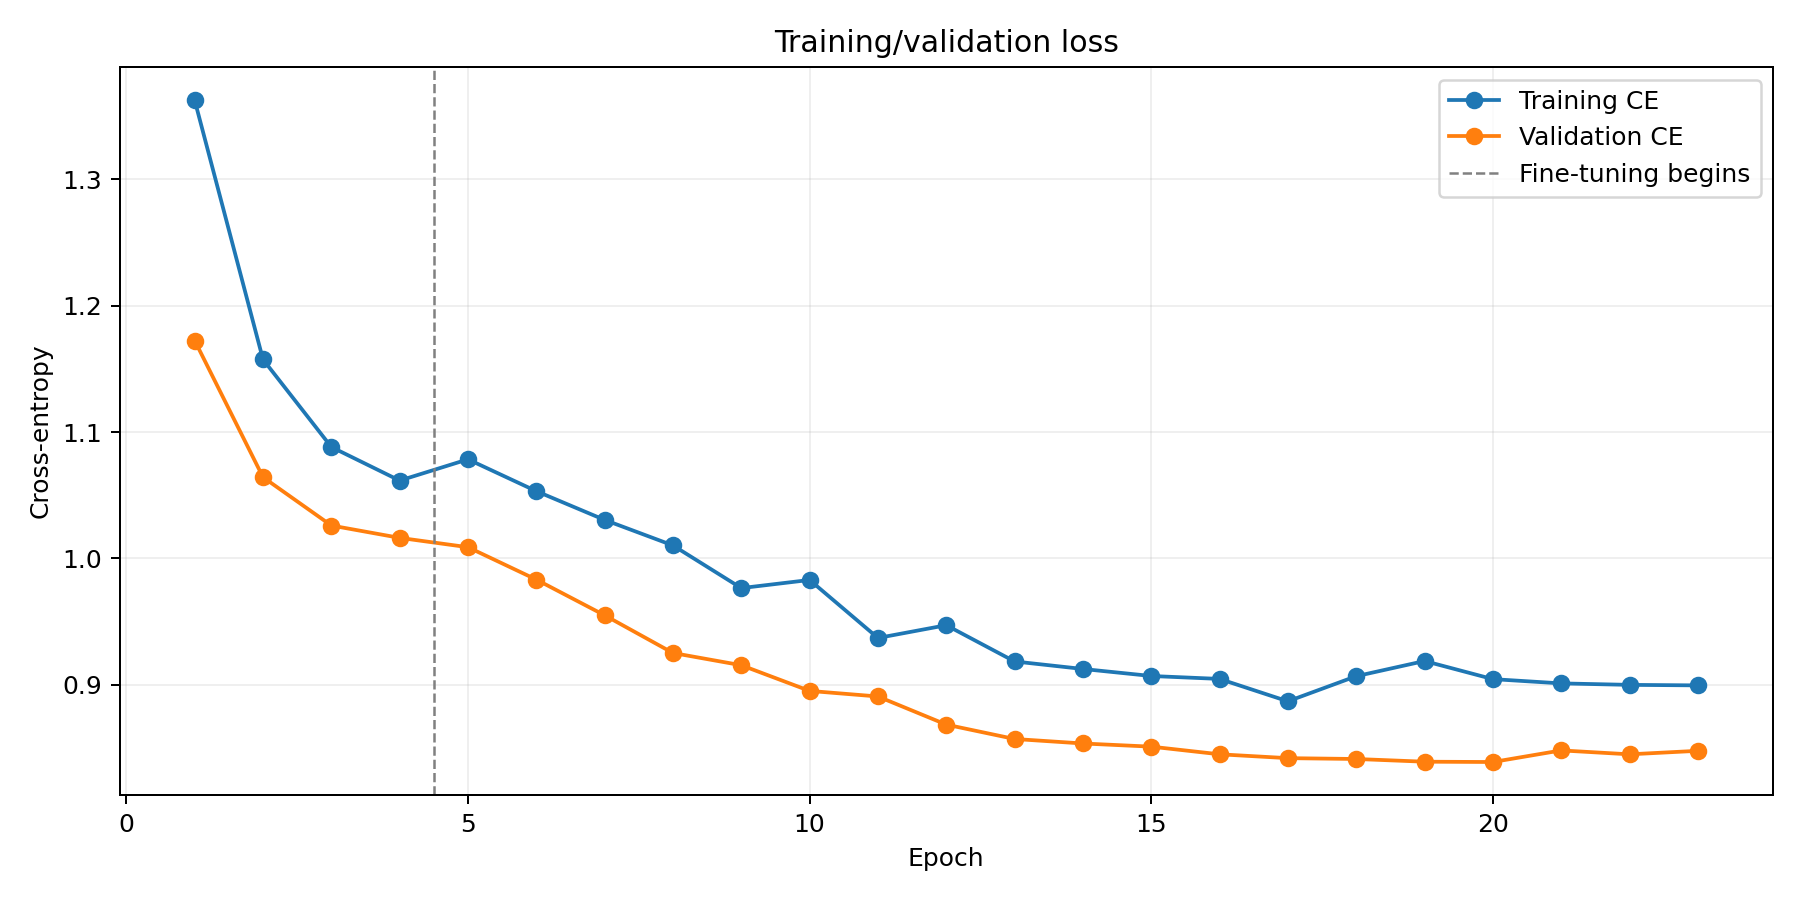 Training/validation loss
Training CE
Validation CE
Fine-tuning begins
Cross-entropy
1.3
1.2
1.1
1.0
0.9
0
5
10
15
20
Epoch